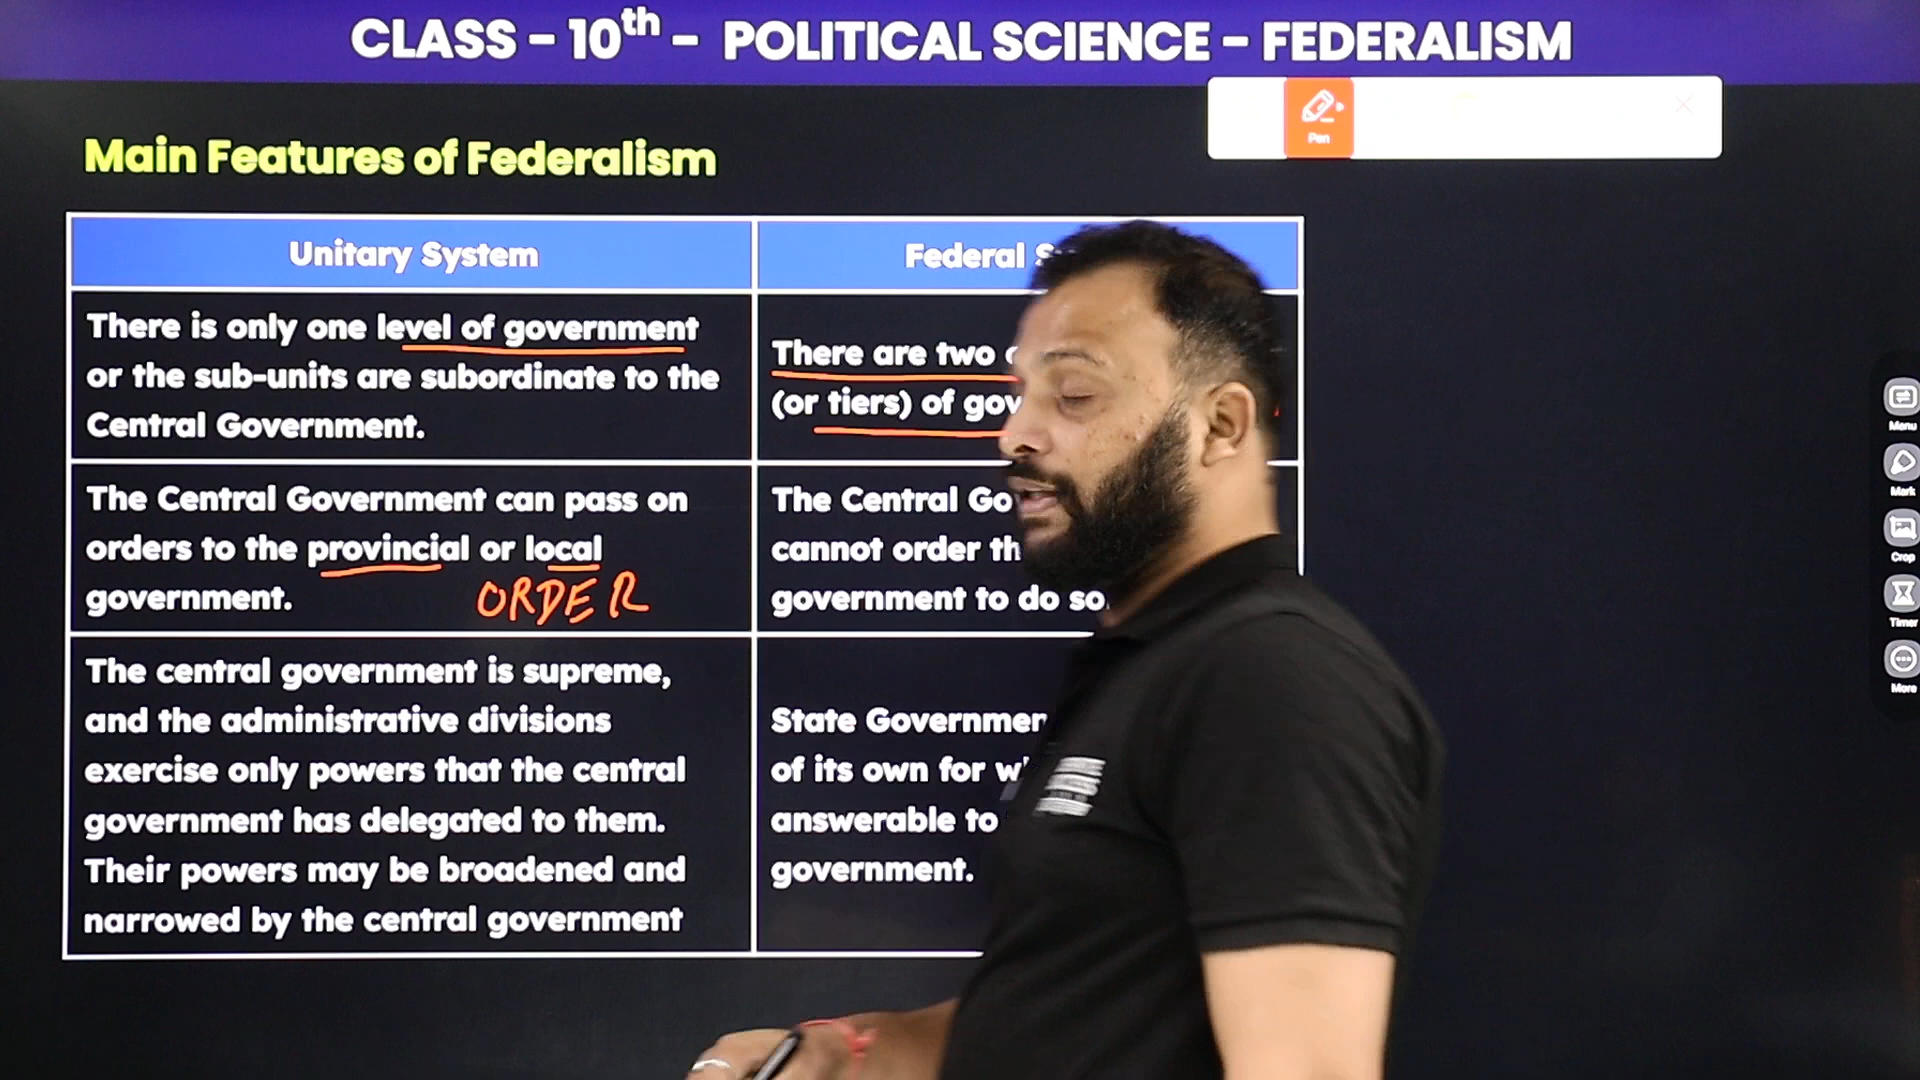 CLASS – 10th – POLITICAL SCIENCE – FEDERALISM
Pen
Main Features of Federalism
Unitary System
Federal
There is only one level of government
or the sub-units are subordinate to the
Central Government.
There are two
(or tiers) of
The Central Government can pass on
orders to the provincial or local
government.
ORDER
The Central
cannot order
government to do
The central government is supreme,
and the administrative divisions
exercise only powers that the central
government has delegated to them.
Their powers may be broadened and
narrowed by the central government
State
of its own for
answerable to
government.
Menu
Mark
Crop
Timer
More